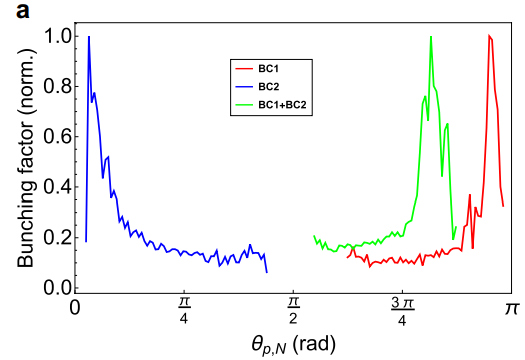 a
Bunching factor (norm.)
1.0
0.8
0.6
0.4
0.2
0.0
BC1
BC2
BC1+BC2
0
π/4
π/2
3 π/4
π
θp,N (rad)